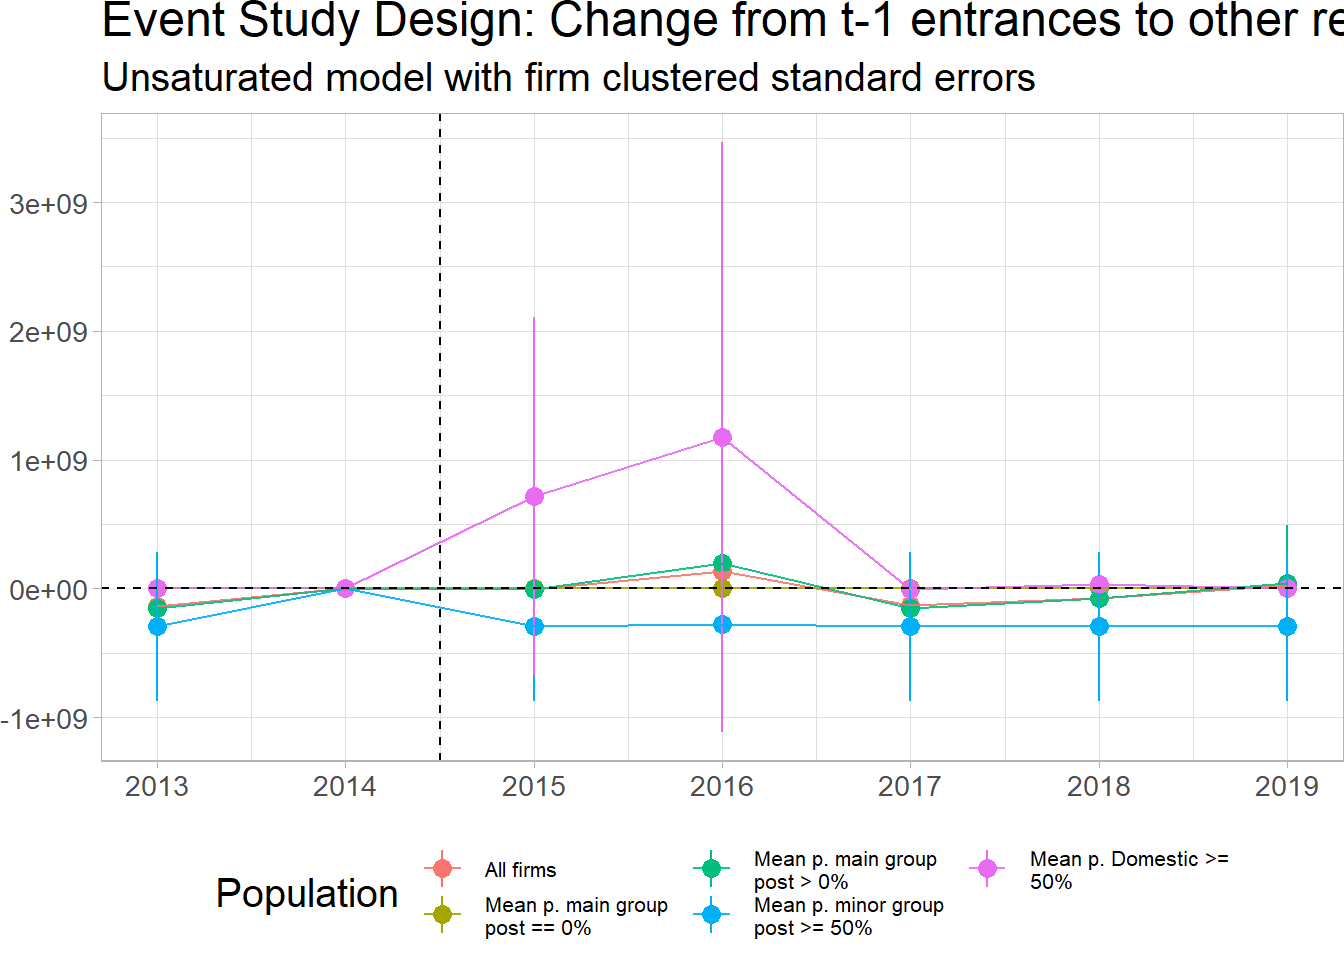 Event Study Design: Change from t-1 entrances to other re
Unsaturated model with firm clustered standard errors
3e+09
2e+09
1e+09
0e+00
-1e+09
2013 2014 2015 2016 2017 2018 2019
Population
All firms
Mean p. main group
post == 0%
Mean p. main group
post > 0%
Mean p. minor group
post >= 50%
Mean p. Domestic >=
50%